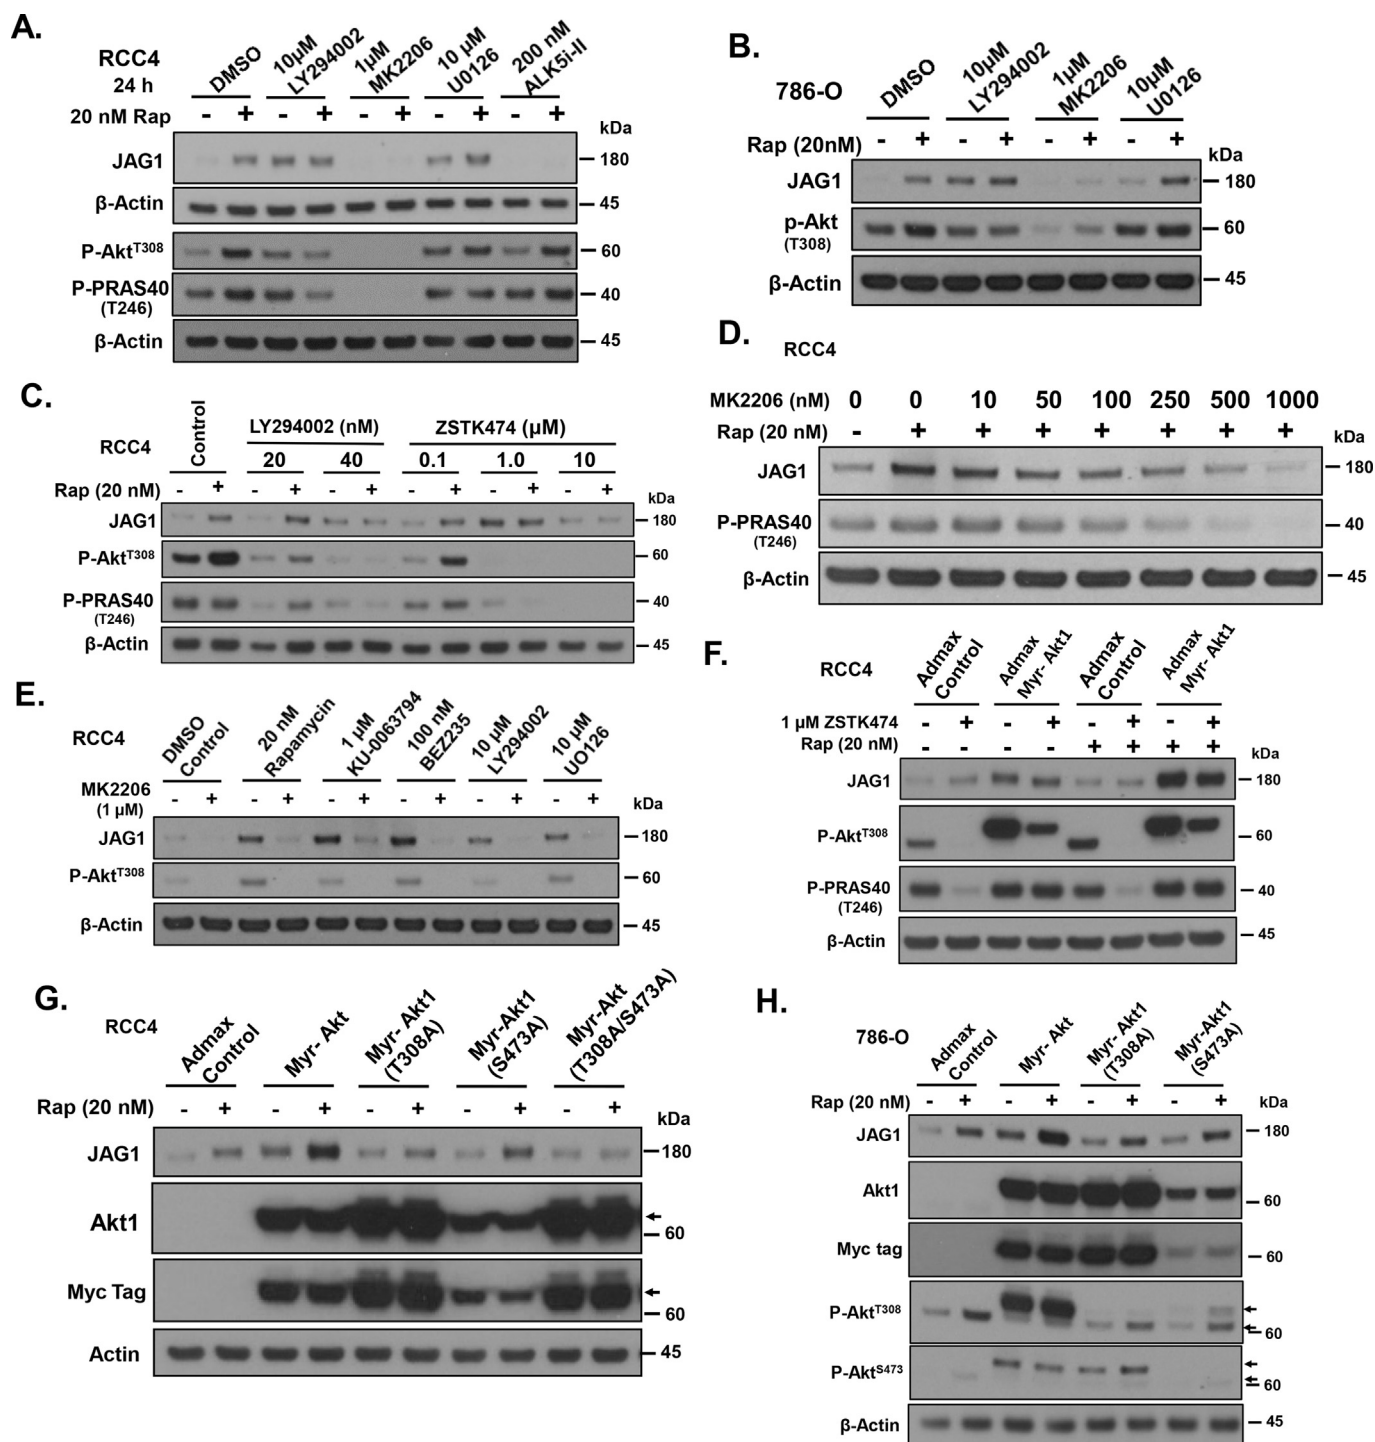 A.
RCC4
24 h
DMSO
10µM LY294002
1µM MK2206
10 µM U0126
200 nM ALK5i-II
20 nM Rap - + - + - + - + - +
kDa
JAG1 180
β-Actin 45
P-Akt T308 60
P-PRAS40 (T246) 40
β-Actin 45
B.
786-O
DMSO
10µM LY294002
1µM MK2206
10µM U0126
Rap (20nM) - + - + - + - +
kDa
JAG1 180
p-Akt (T308) 60
β-Actin 45
C.
RCC4
Control
LY294002 (nM)
ZSTK474 (µM)
20 40 0.1 1.0 10
Rap (20 nM) - + - + - + - + - + - +
kDa
JAG1 180
P-Akt T308 60
P-PRAS40 (T246) 40
β-Actin 45
D.
RCC4
MK2206 (nM) 0 0 10 50 100 250 500 1000
Rap (20 nM) - + + + + + + +
kDa
JAG1 180
P-PRAS40 (T246) 40
β-Actin 45
E.
RCC4
DMSO Control
20 nM Rapamycin
1 µM KU-0063794
100 nM BEZ235
10 µM LY294002
10 µM UO126
MK2206 (1 µM) - + - + - + - + - + - +
kDa
JAG1 180
P-Akt T308 60
β-Actin 45
F.
RCC4
Admax Control
Admax Myr- Akt1
Admax Control
Admax Myr- Akt1
1 µM ZSTK474 - + - + - + - +
Rap (20 nM) - - - - + + + +
kDa
JAG1 180
P-Akt T308 60
P-PRAS40 (T246) 40
β-Actin 45
G.
RCC4
Admax Control
Myr- Akt
Myr- Akt1 (T308A)
Myr-Akt1 (S473A)
Myr-Akt (T308A/S473A)
Rap (20 nM) - + - + - + - + - +
kDa
JAG1 180
Akt1 60
Myc Tag 60
Actin 45
H.
786-O
Admax Control
Myr- Akt
Myr- Akt1 (T308A)
Myr-Akt1 (S473A)
Rap (20 nM) - + - + - + - +
kDa
JAG1 180
Akt1 60
Myc tag 60
P-Akt T308 60
P-Akt S473 60
β-Actin 45